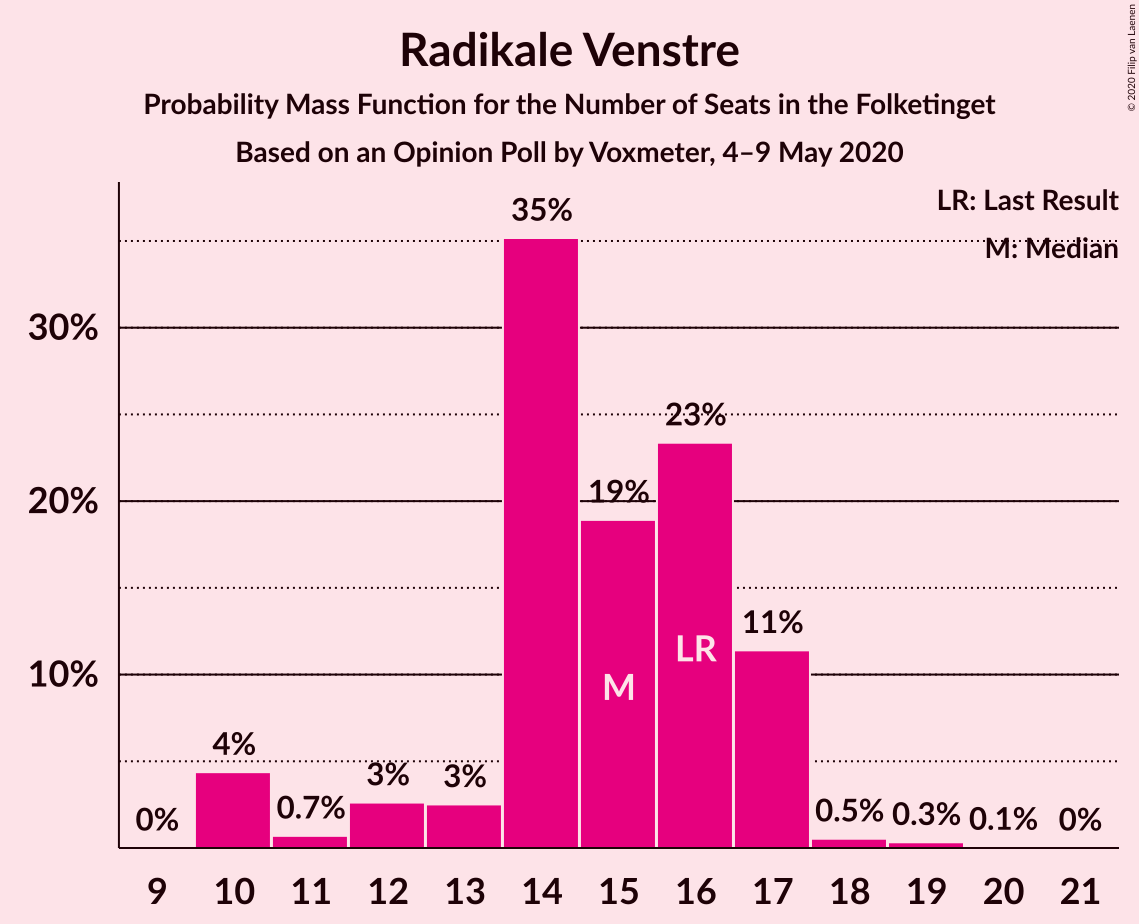 Radikale Venstre
Probability Mass Function for the Number of Seats in the Folketinget
Based on an Opinion Poll by Voxmeter, 4–9 May 2020
© 2020 Filip van Laenen
LR: Last Result
M: Median
35%
30%
23%
20%
19%
11%
LR
10%
M
4%
3%
3%
0.7%
0.5%
0.3%
0.1%
0%
0%
9 10 11 12 13 14 15 16 17 18 19 20 21